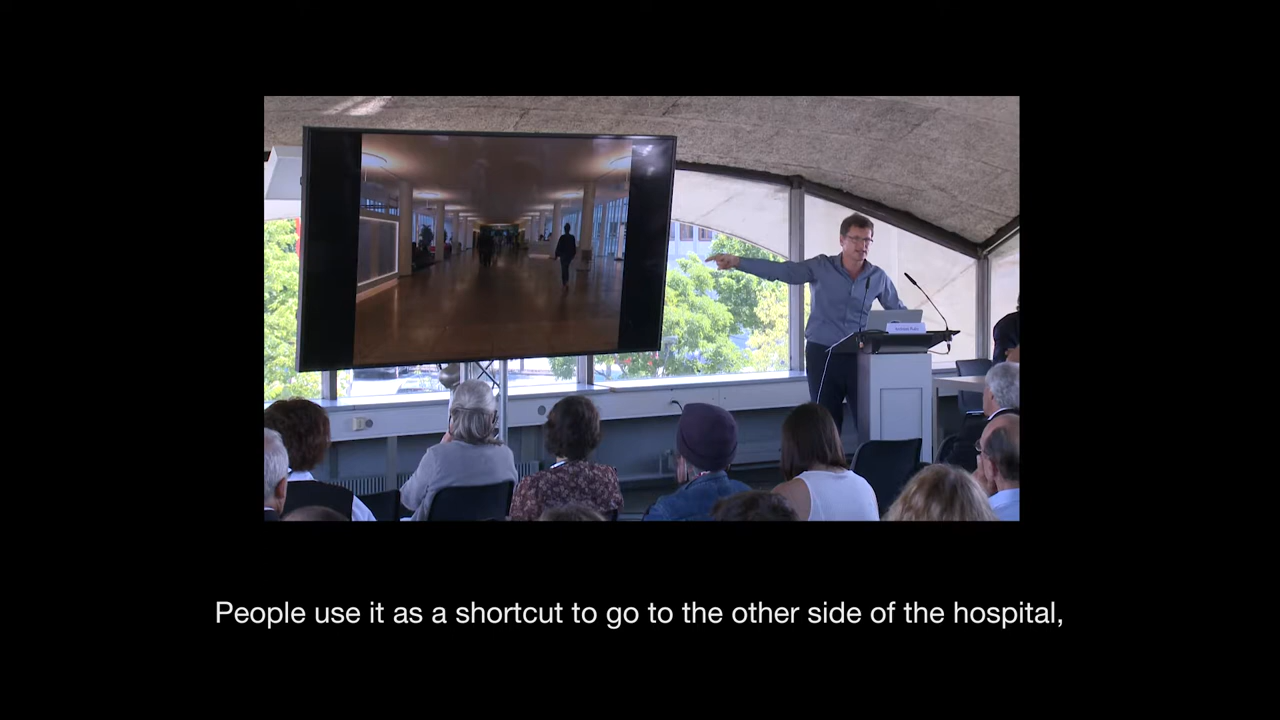 People use it as a shortcut to go to the other side of the hospital,